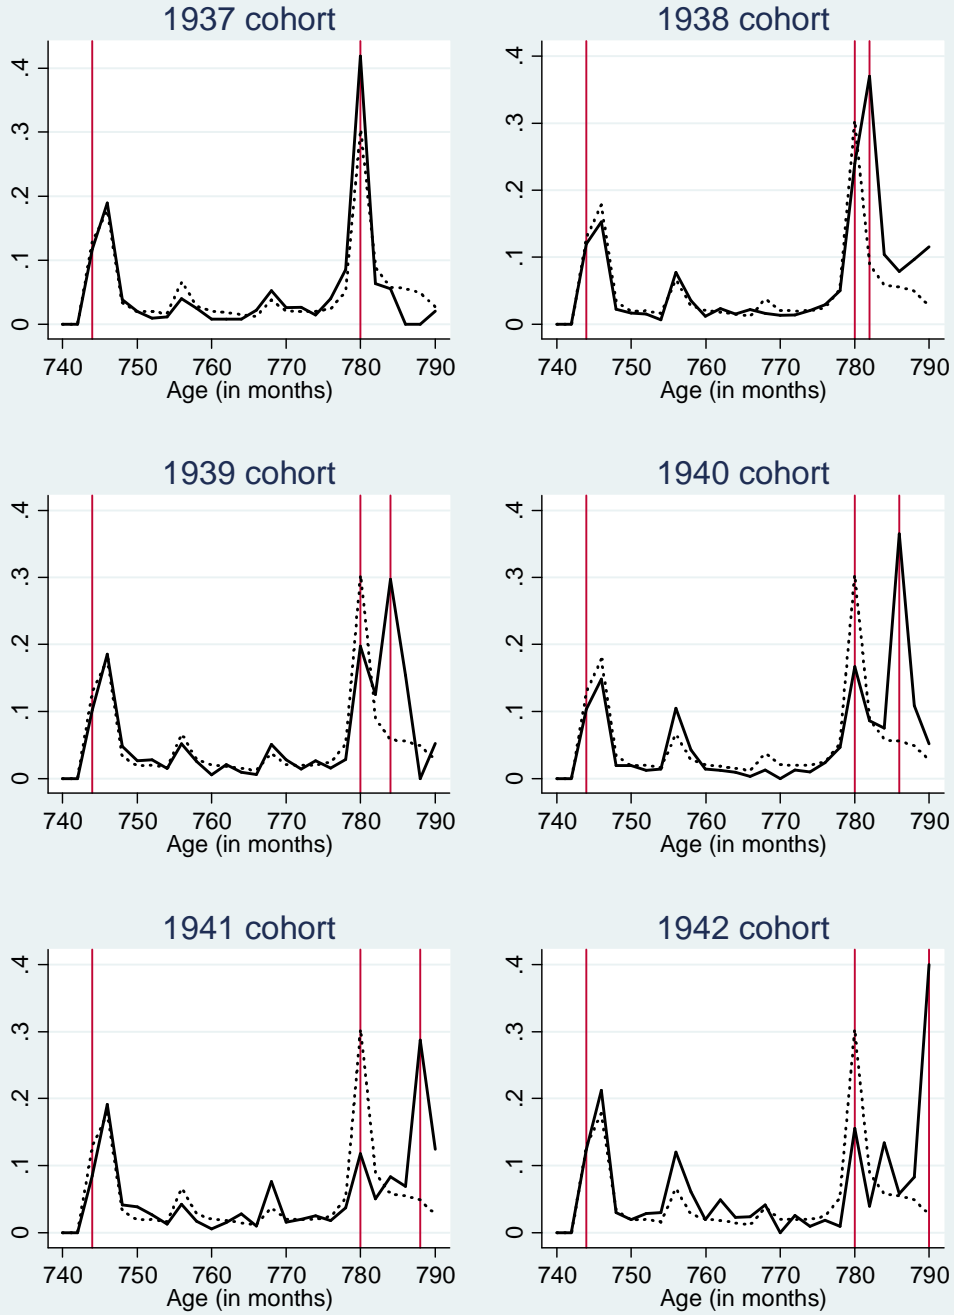 1937 cohort
.4
.3
.2
.1
0
740 750 760 770 780 790
Age (in months)
1938 cohort
.4
.3
.2
.1
0
740 750 760 770 780 790
Age (in months)
1939 cohort
.4
.3
.2
.1
0
740 750 760 770 780 790
Age (in months)
1940 cohort
.4
.3
.2
.1
0
740 750 760 770 780 790
Age (in months)
1941 cohort
.4
.3
.2
.1
0
740 750 760 770 780 790
Age (in months)
1942 cohort
.4
.3
.2
.1
0
740 750 760 770 780 790
Age (in months)